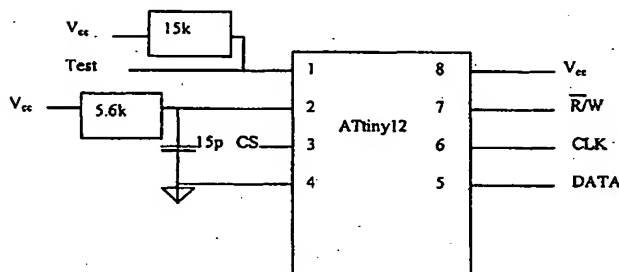 Vcc 15k
Test 1 8 Vcc
Vcc 5.6k 2 7 R/W
ATtiny12
15p CS 3 6 CLK
4 5 DATA